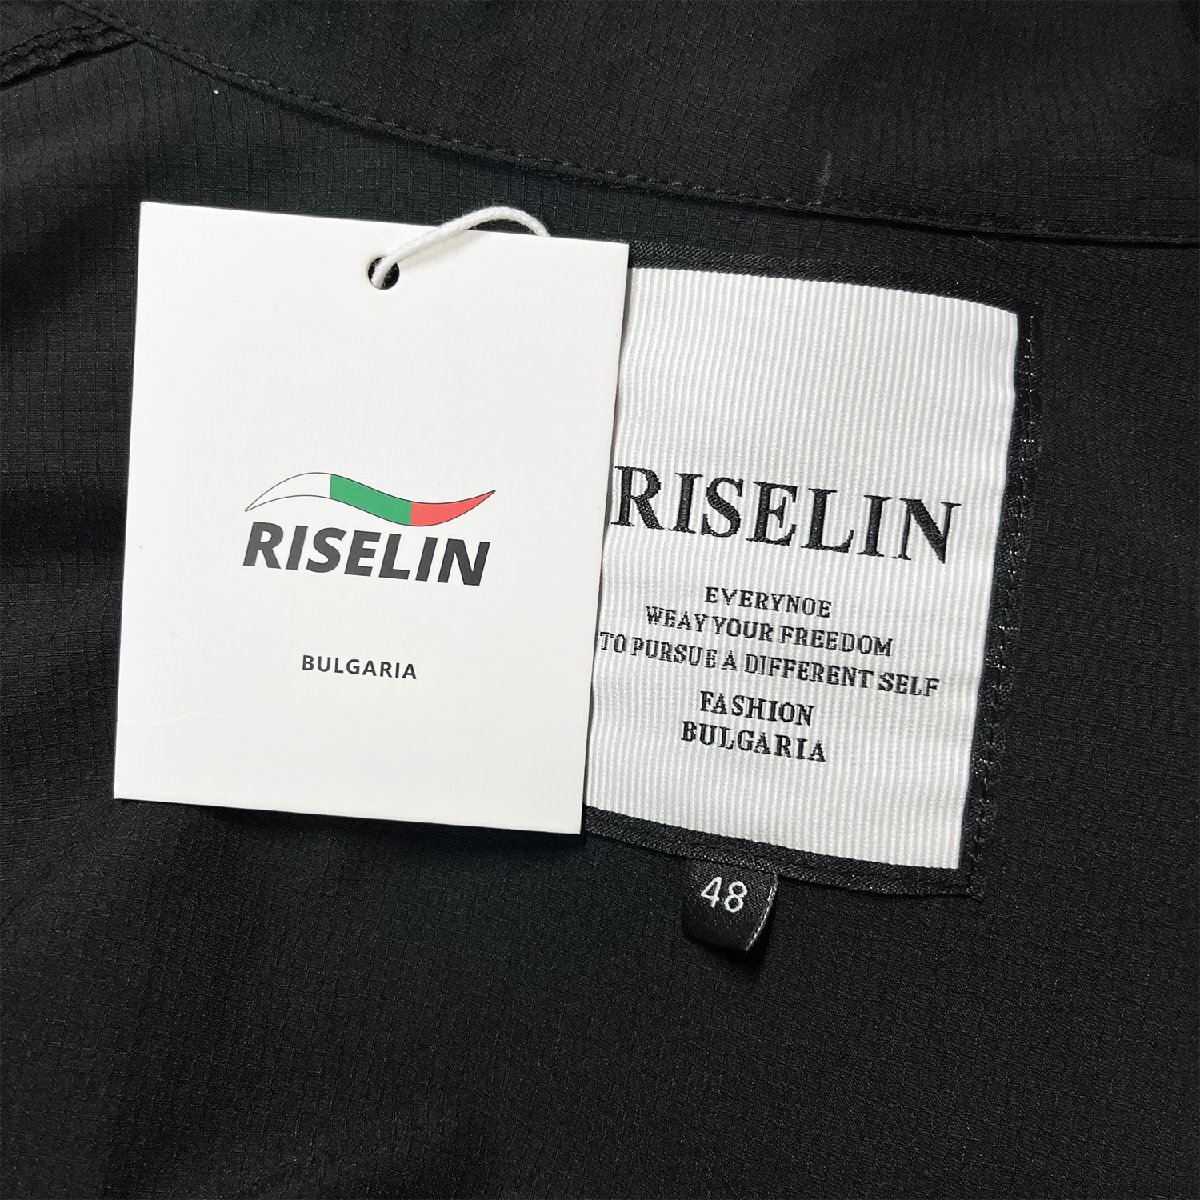 RISELIN
BULGARIA
RISELIN
EVERYNOE
WEAY YOUR FREEDOM
TO PURSUE A DIFFERENT SELF
FASHION
BULGARIA
48